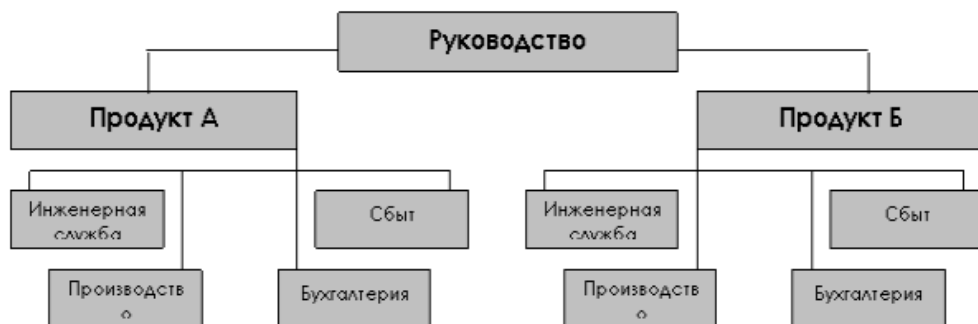 Руководство
Продукт А
Продукт Б
Инженерная
служба
Сбыт
Инженерная
служба
Сбыт
Производств
о
Бухгалтерия
Производств
о
Бухгалтерия